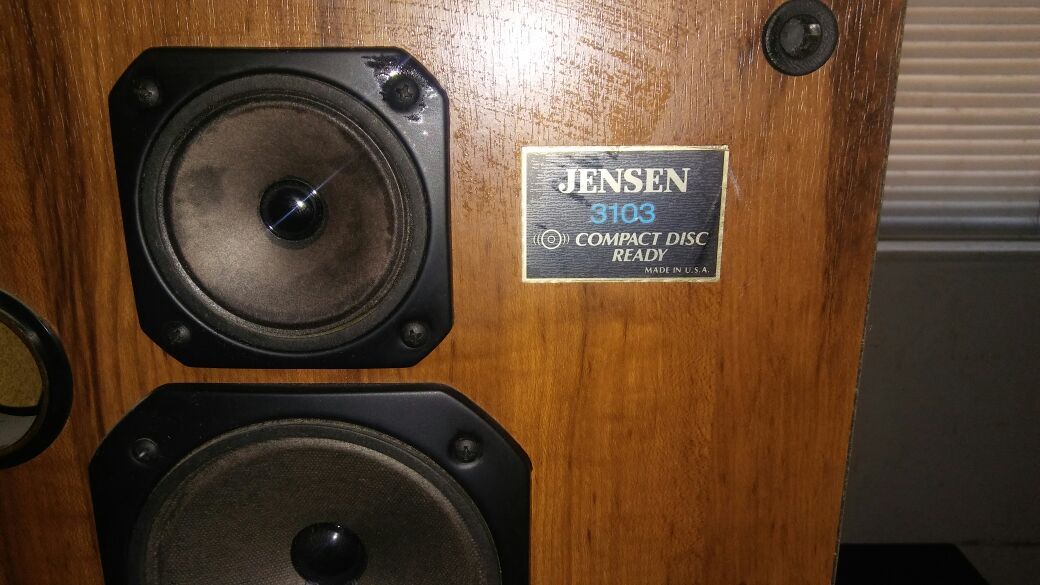 JENSEN
3103
COMPACT DISC
READY
MADE IN U.S.A.